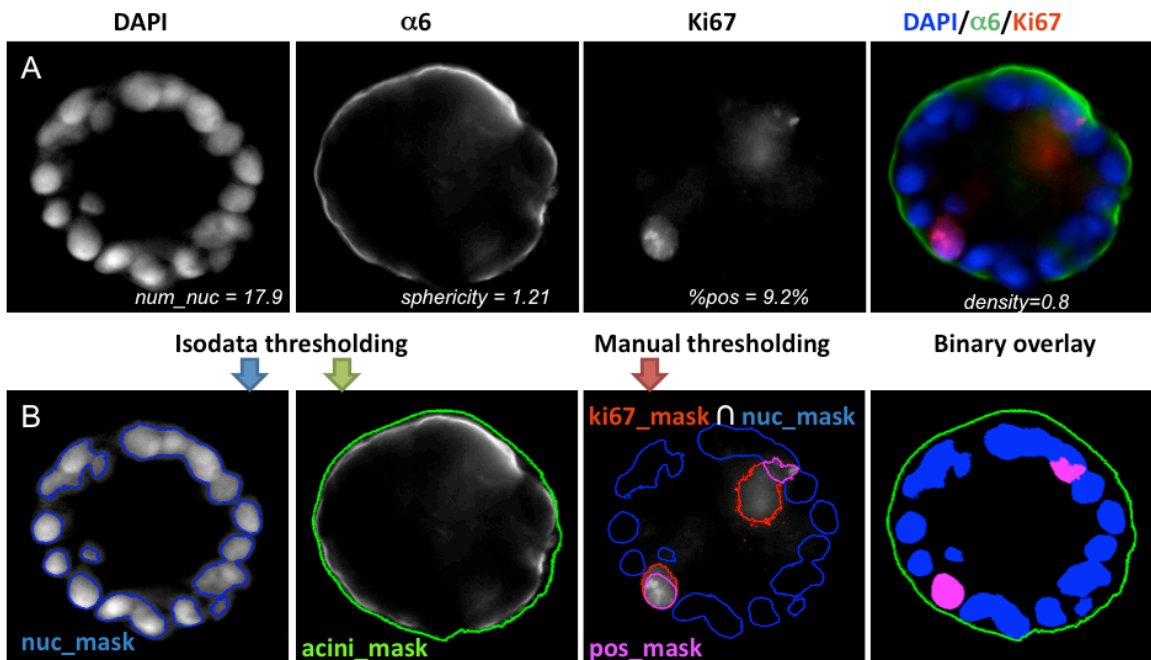 DAPI α6 Ki67 DAPI/α6/Ki67
A
num_nuc = 17.9 sphericity = 1.21 %pos = 9.2% density=0.8
Isodata thresholding Manual thresholding Binary overlay
B ki67_mask ∩ nuc_mask
nuc_mask acini_mask pos_mask